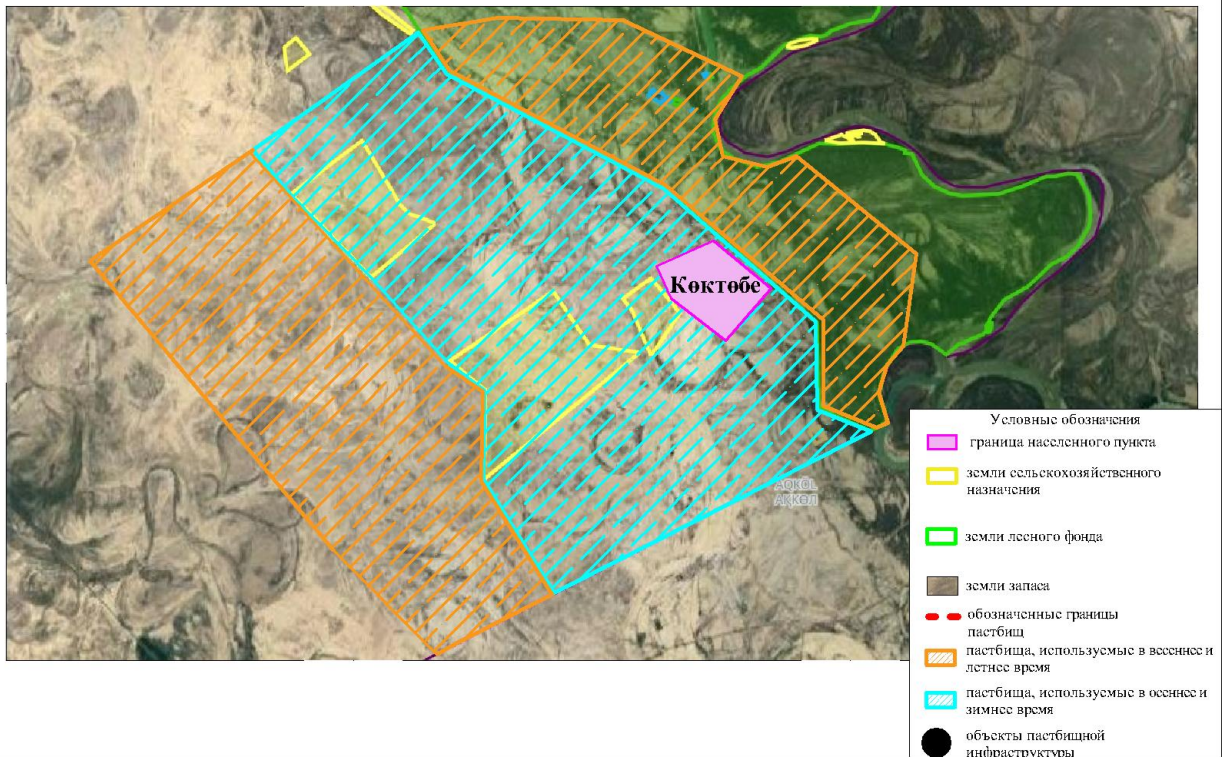 Көктөбе
AQKOL
АҚКӨЛ
Условные обозначения
граница населенного пункта
земли сельскохозяйственного
назначения
земли лесного фонда
земли запаса
обозначенные границы
пастбищ
пастбища, используемые в весеннее и
летнее время
пастбища, используемые в осеннее и
зимнее время
объекты пастбищной
инфраструктуры